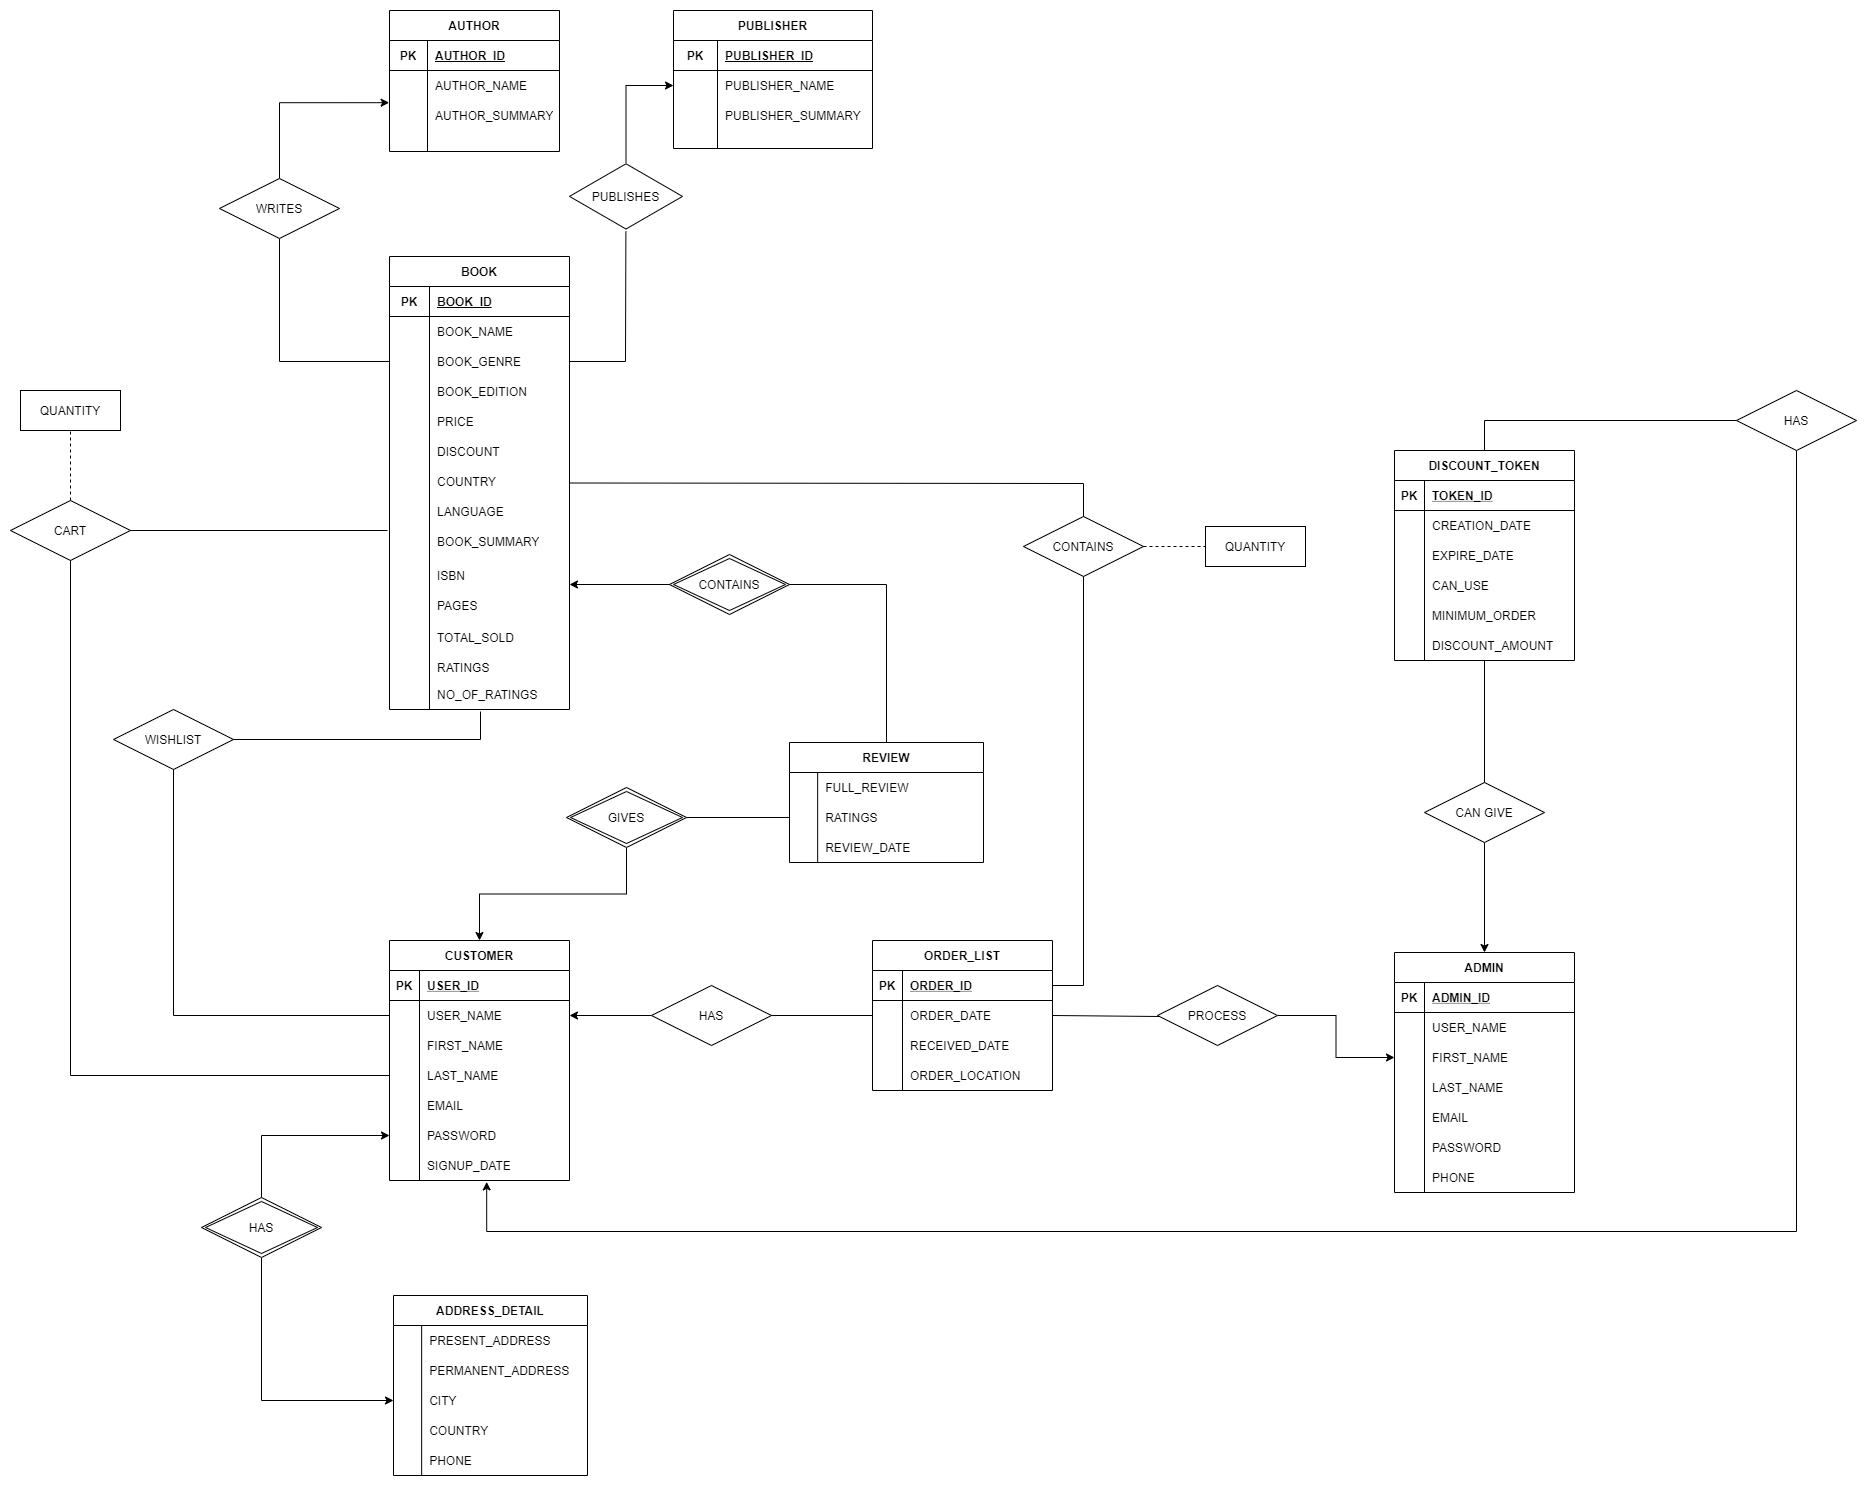 AUTHOR
PK AUTHOR_ID
AUTHOR_NAME
AUTHOR_SUMMARY
PUBLISHER
PK PUBLISHER_ID
PUBLISHER_NAME
PUBLISHER_SUMMARY
WRITES
PUBLISHES
BOOK
PK BOOK_ID
BOOK_NAME
BOOK_GENRE
BOOK_EDITION
PRICE
DISCOUNT
COUNTRY
LANGUAGE
BOOK_SUMMARY
ISBN
PAGES
TOTAL_SOLD
RATINGS
NO_OF_RATINGS
QUANTITY
CART
WISHLIST
CONTAINS
CONTAINS
QUANTITY
HAS
DISCOUNT_TOKEN
PK TOKEN_ID
CREATION_DATE
EXPIRE_DATE
CAN_USE
MINIMUM_ORDER
DISCOUNT_AMOUNT
REVIEW
FULL_REVIEW
RATINGS
REVIEW_DATE
GIVES
CAN GIVE
CUSTOMER
PK USER_ID
USER_NAME
FIRST_NAME
LAST_NAME
EMAIL
PASSWORD
SIGNUP_DATE
HAS
ORDER_LIST
PK ORDER_ID
ORDER_DATE
RECEIVED_DATE
ORDER_LOCATION
PROCESS
ADMIN
PK ADMIN_ID
USER_NAME
FIRST_NAME
LAST_NAME
EMAIL
PASSWORD
PHONE
HAS
ADDRESS_DETAIL
PRESENT_ADDRESS
PERMANENT_ADDRESS
CITY
COUNTRY
PHONE